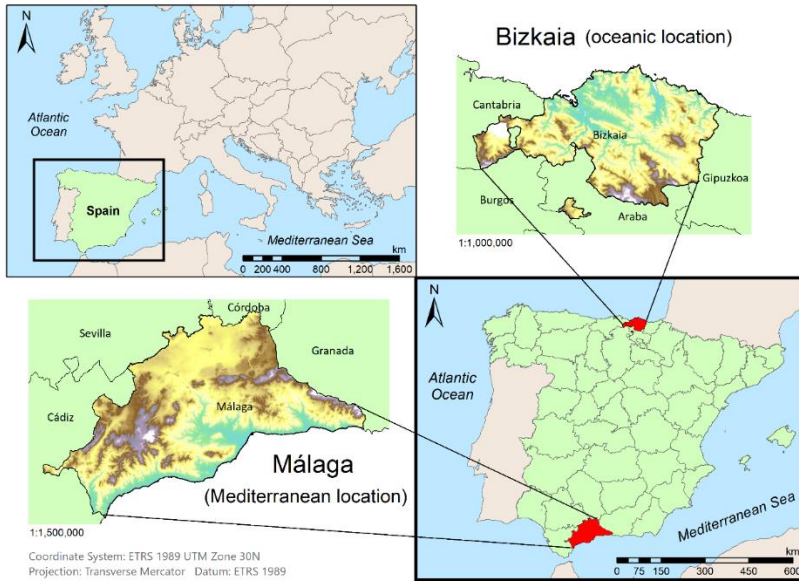 N
Atlantic
Ocean
Spain
Mediterranean Sea
km
0 200 400 800 1,200 1,600
Bizkaia (oceanic location)
Cantabria
Bizkaia
Gipuzkoa
Burgos
Araba
1:1,000,000
Córdoba
Sevilla
Granada
Málaga
Cádiz
Málaga
(Mediterranean location)
1:1,500,000
Coordinate System: ETRS 1989 UTM Zone 30N
Projection: Transverse Mercator Datum: ETRS 1989
N
Atlantic
Ocean
Mediterranean Sea
km
0 75 150 300 450 600